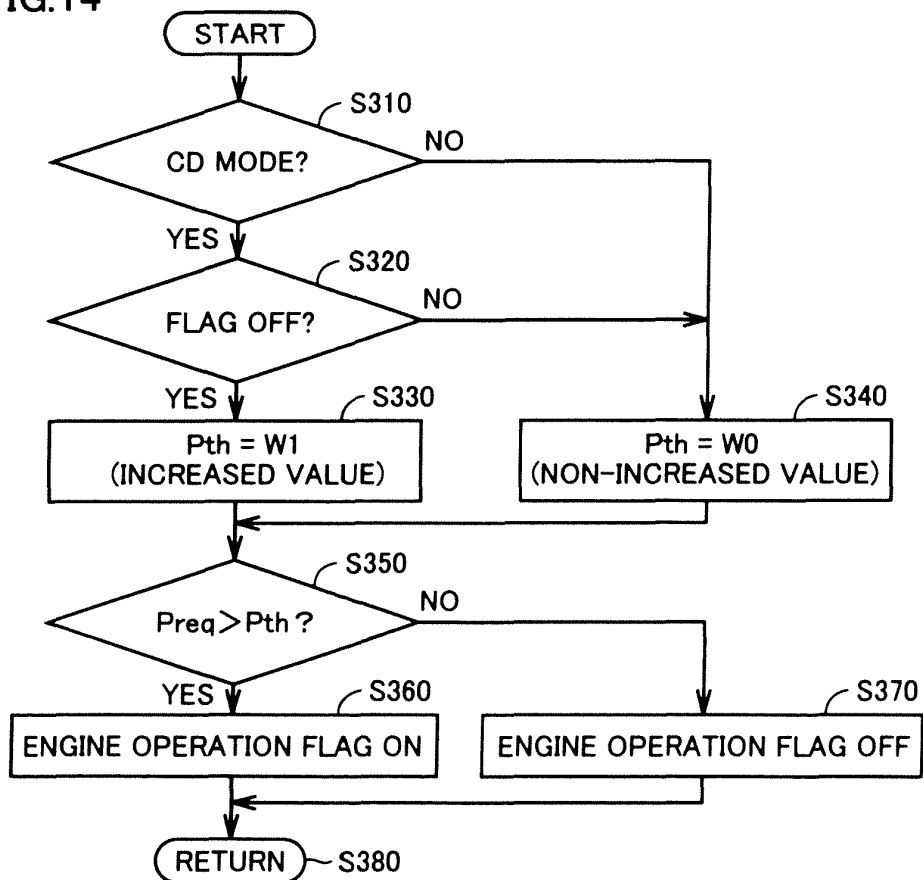 FIG.14
START
S310
CD MODE?
NO
YES
S320
FLAG OFF?
NO
YES
S330
Pth = W1
(INCREASED VALUE)
S340
Pth = W0
(NON-INCREASED VALUE)
S350
Preq>Pth ?
NO
YES
S360
ENGINE OPERATION FLAG ON
S370
ENGINE OPERATION FLAG OFF
RETURN
S380